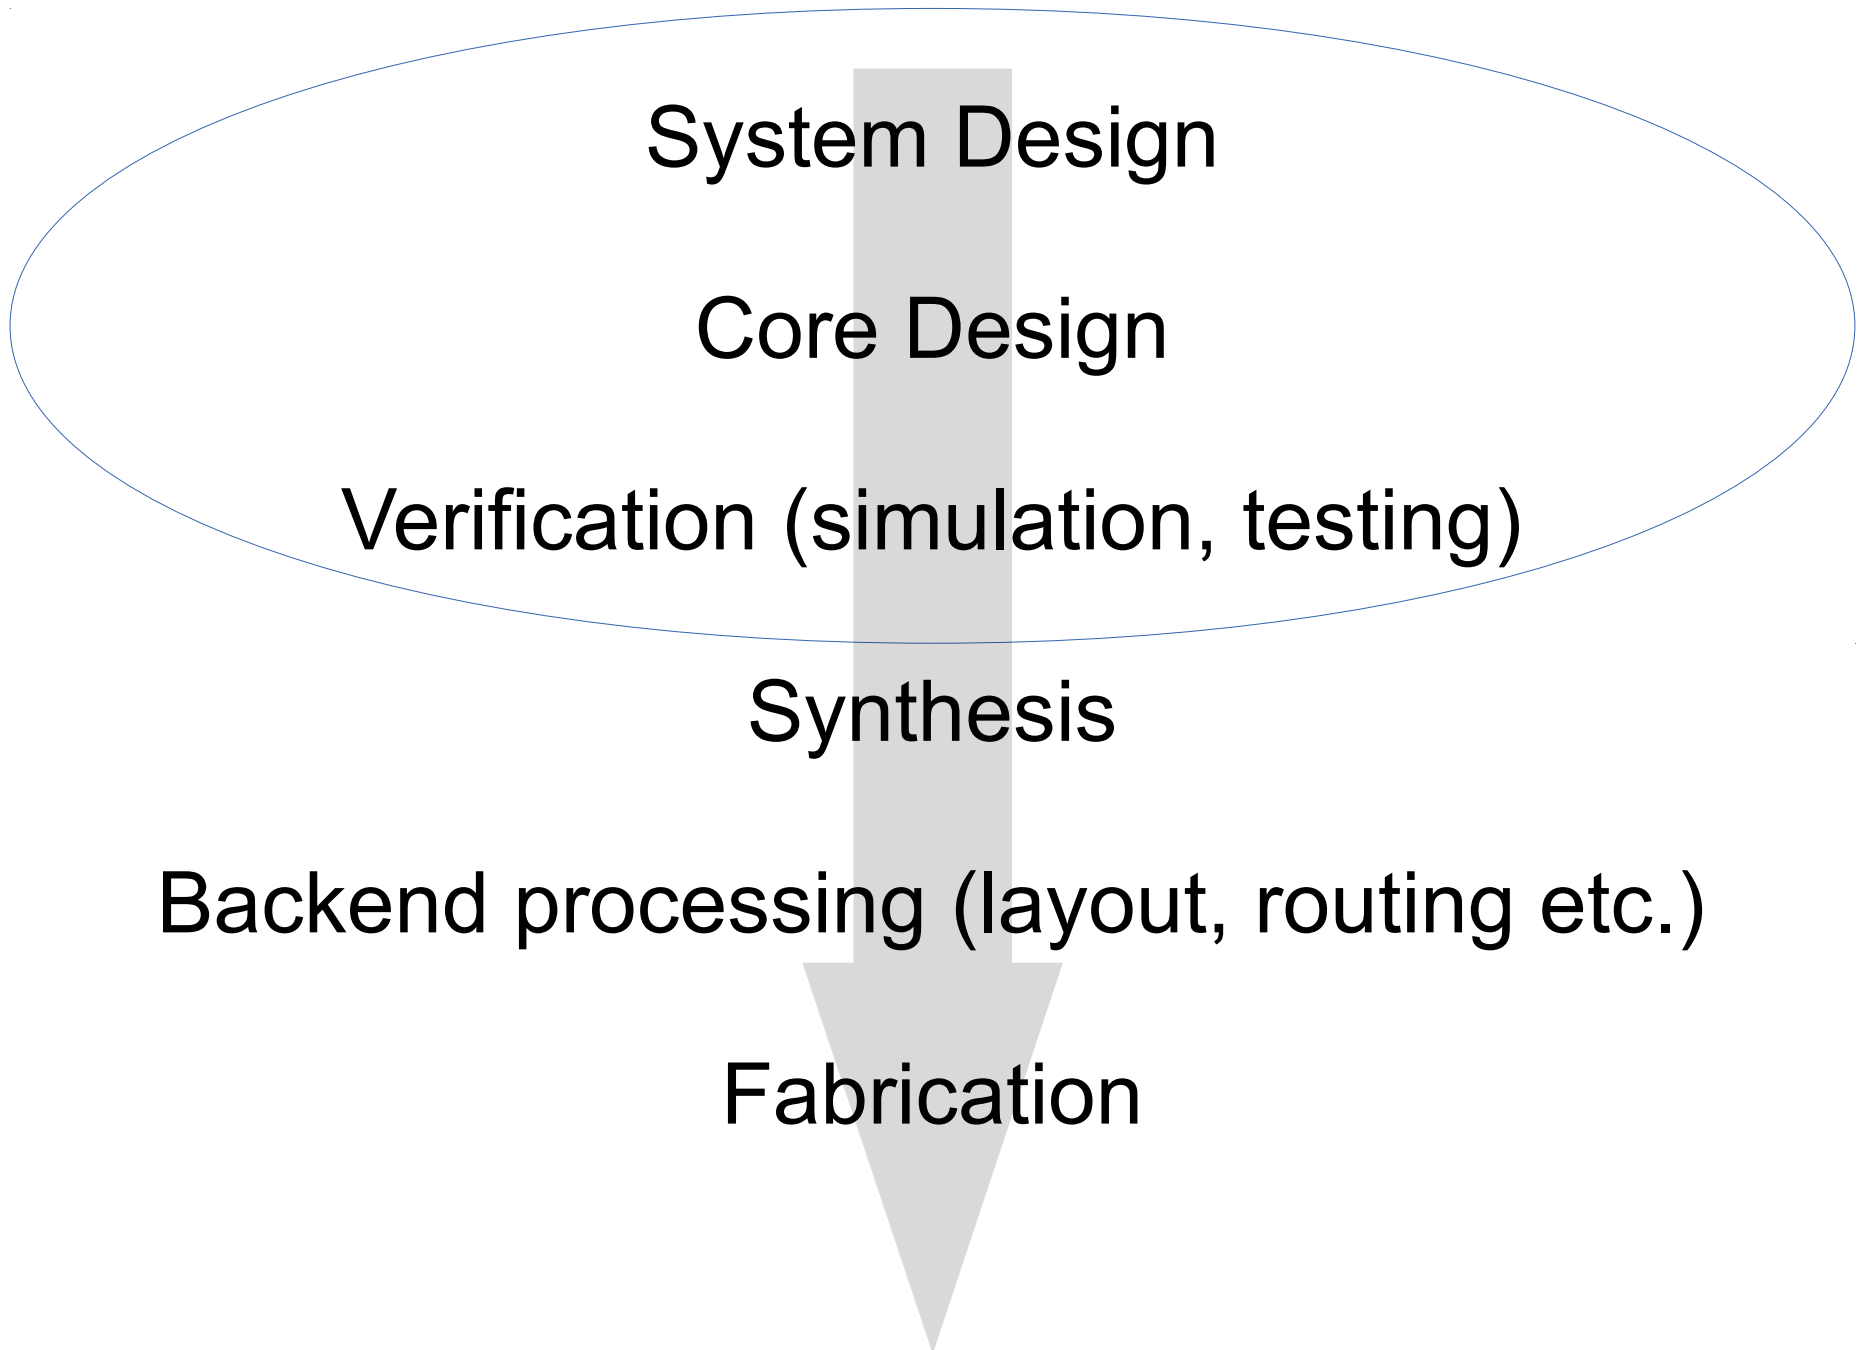 System Design
Core Design
Verification (simulation, testing)
Synthesis
Backend processing (layout, routing etc.)
Fabrication